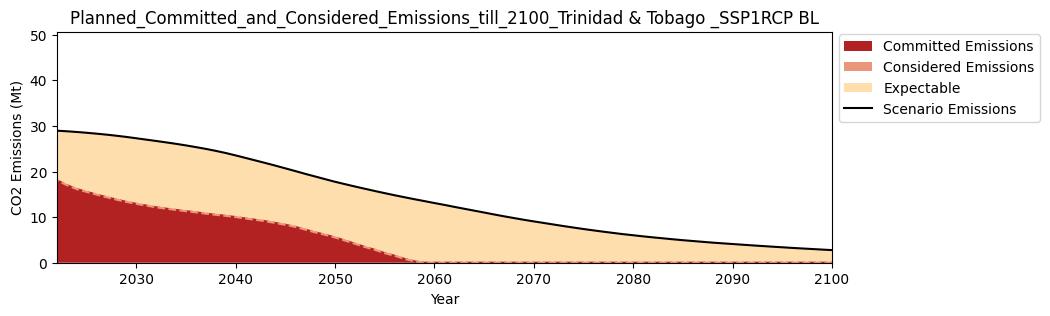 Planned_Committed_and_Considered_Emissions_till_2100_Trinidad & Tobago _SSP1RCP BL
50
40
30
20
10
0
CO2 Emissions (Mt)
2030
2040
2050
2060
2070
2080
2090
2100
Year
Committed Emissions
Considered Emissions
Expectable
Scenario Emissions